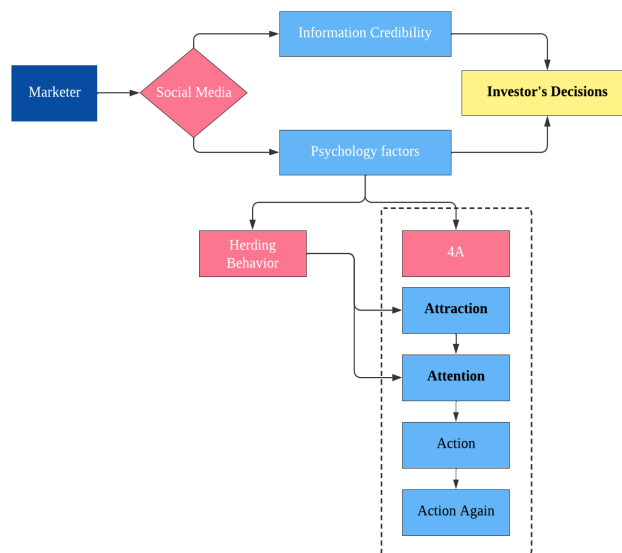 Information Credibility
Marketer
Social Media
Investor's Decisions
Psychology factors
Herding
Behavior
4A
Attraction
Attention
Action
Action Again